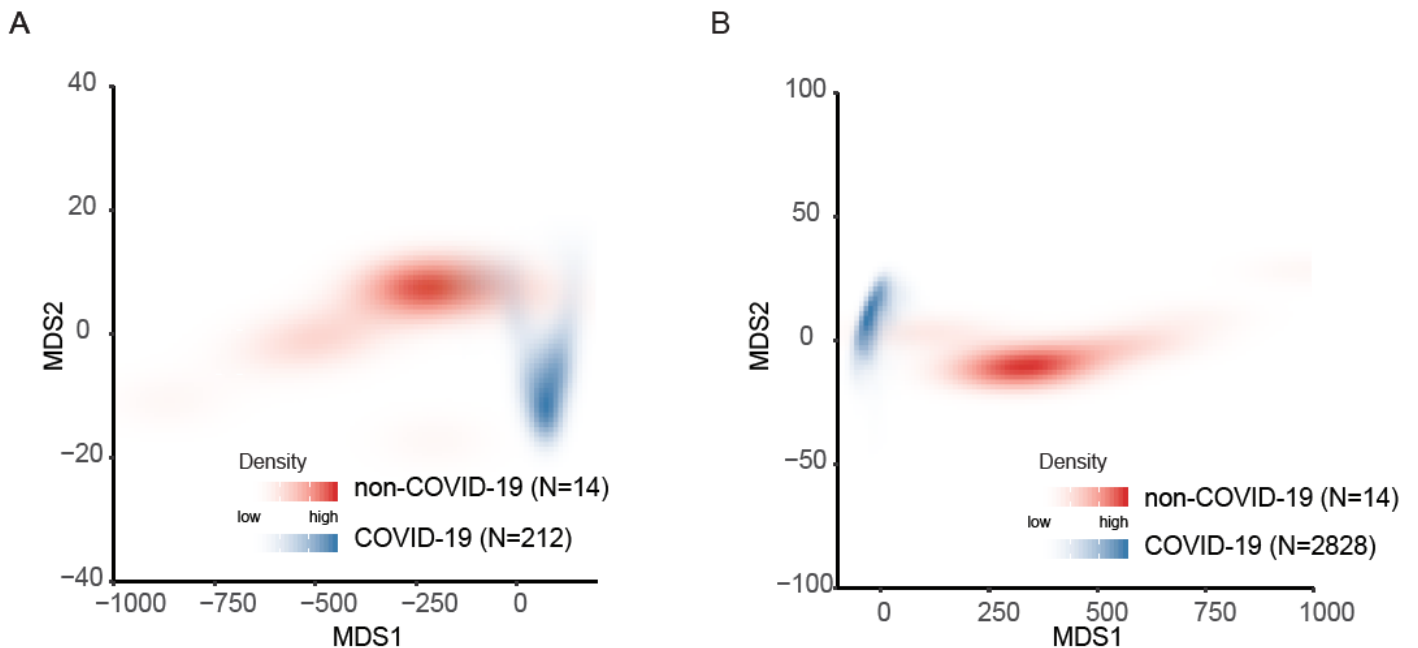 A
40
20
0
−20
−40
MDS2
−1000 −750 −500 −250 0
MDS1
Density
non-COVID-19 (N=14)
low high
COVID-19 (N=212)
B
100
50
0
−50
−100
MDS2
0 250 500 750 1000
MDS1
Density
non-COVID-19 (N=14)
low high
COVID-19 (N=2828)